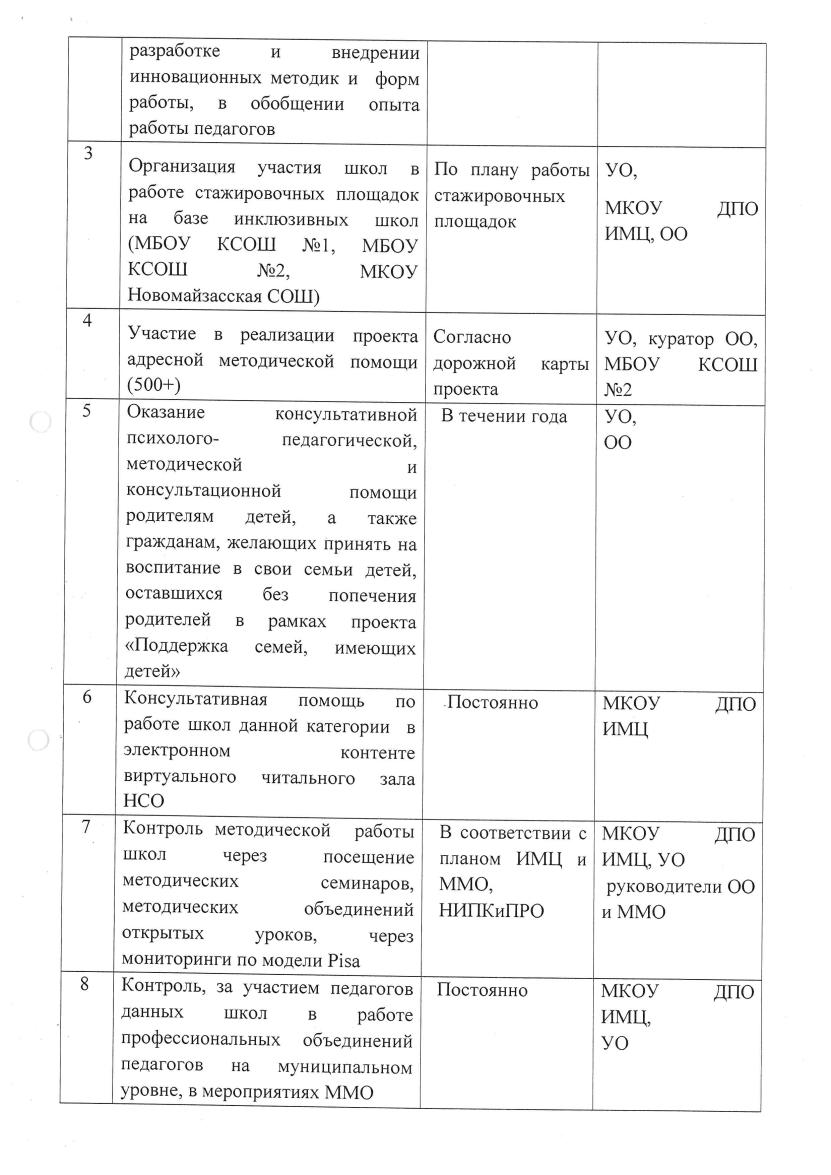 разработке и внедрении
инновационных методик и форм
работы, в обобщении опыта
работы педагогов
3
Организация участия школ в
работе стажировочных площадок
на базе инклюзивных школ
(МБОУ КСОШ №1, МБОУ
КСОШ №2, МКОУ
Новомайзасская СОШ)
По плану работы
стажировочных
площадок
УО,
МКОУ ДПО
ИМЦ, ОО
4
Участие в реализации проекта
адресной методической помощи
(500+)
Согласно
дорожной карты
проекта
УО, куратор ОО,
МБОУ КСОШ
№2
5
Оказание консультативной
психолого- педагогической,
методической и
консультационной помощи
родителям детей, а также
гражданам, желающих принять на
воспитание в свои семьи детей,
оставшихся без попечения
родителей в рамках проекта
«Поддержка семей, имеющих
детей»
В течении года
УО,
ОО
6
Консультативная помощь по
работе школ данной категории в
электронном контенте
виртуального читального зала
НСО
Постоянно
МКОУ ДПО
ИМЦ
7
Контроль методической работы
школ через посещение
методических семинаров,
методических объединений
открытых уроков, через
мониторинги по модели Pisa
В соответствии с
планом ИМЦ и
ММО,
НИПКиПРО
МКОУ ДПО
ИМЦ, УО
руководители ОО
и ММО
8
Контроль, за участием педагогов
данных школ в работе
профессиональных объединений
педагогов на муниципальном
уровне, в мероприятиях ММО
Постоянно
МКОУ ДПО
ИМЦ,
УО